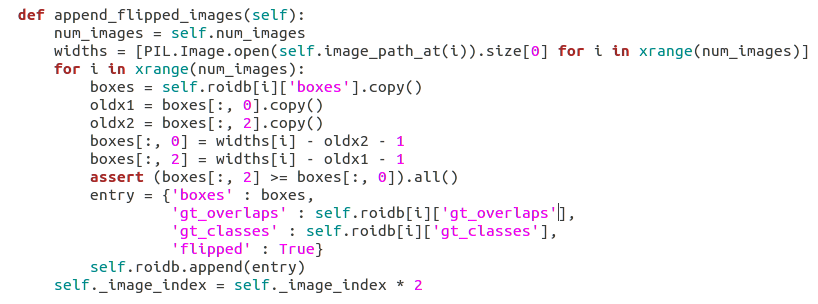 def append_flipped_images(self):
    num_images = self.num_images
    widths = [PIL.Image.open(self.image_path_at(i)).size[0] for i in xrange(num_images)]
    for i in xrange(num_images):
        boxes = self.roidb[i]['boxes'].copy()
        oldx1 = boxes[:, 0].copy()
        oldx2 = boxes[:, 2].copy()
        boxes[:, 0] = widths[i] - oldx2 - 1
        boxes[:, 2] = widths[i] - oldx1 - 1
        assert (boxes[:, 2] >= boxes[:, 0]).all()
        entry = {'boxes' : boxes,
                 'gt_overlaps' : self.roidb[i]['gt_overlaps'],
                 'gt_classes' : self.roidb[i]['gt_classes'],
                 'flipped' : True}
        self.roidb.append(entry)
    self._image_index = self._image_index * 2